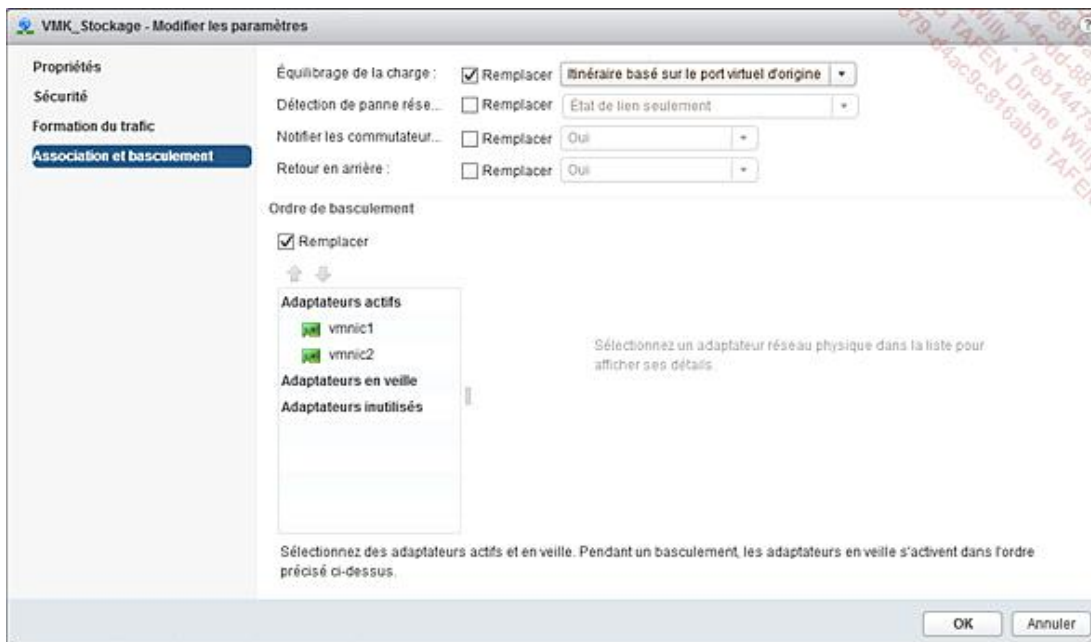 VMK_Stockage - Modifier les paramètres
?
Propriétés
Sécurité
Formation du trafic
Association et basculement
Équilibrage de la charge : Remplacer Itinéraire basé sur le port virtuel d'origine
Détection de panne rése... Remplacer État de lien seulement
Notifier les commutateur... Remplacer Oui
Retour en arrière : Remplacer Oui
Ordre de basculement
Remplacer
Adaptateurs actifs
vmnic1
vmnic2
Adaptateurs en veille
Adaptateurs inutilisés
Sélectionnez un adaptateur réseau physique dans la liste pour
afficher ses détails.
Sélectionnez des adaptateurs actifs et en veille. Pendant un basculement, les adaptateurs en veille s'activent dans l'ordre
précisé ci-dessus.
OK Annuler